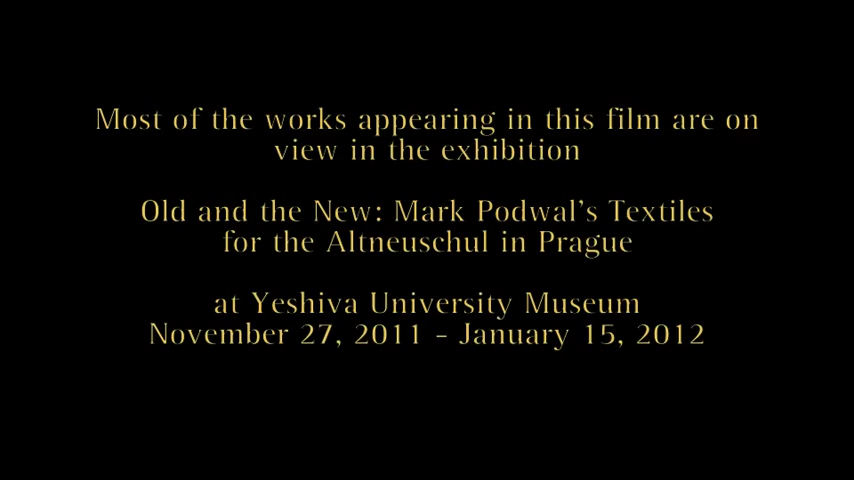 Most of the works appearing in this film are on
view in the exhibition
Old and the New: Mark Podwal's Textiles
for the Altneuschul in Prague
at Yeshiva University Museum
November 27, 2011 - January 15, 2012